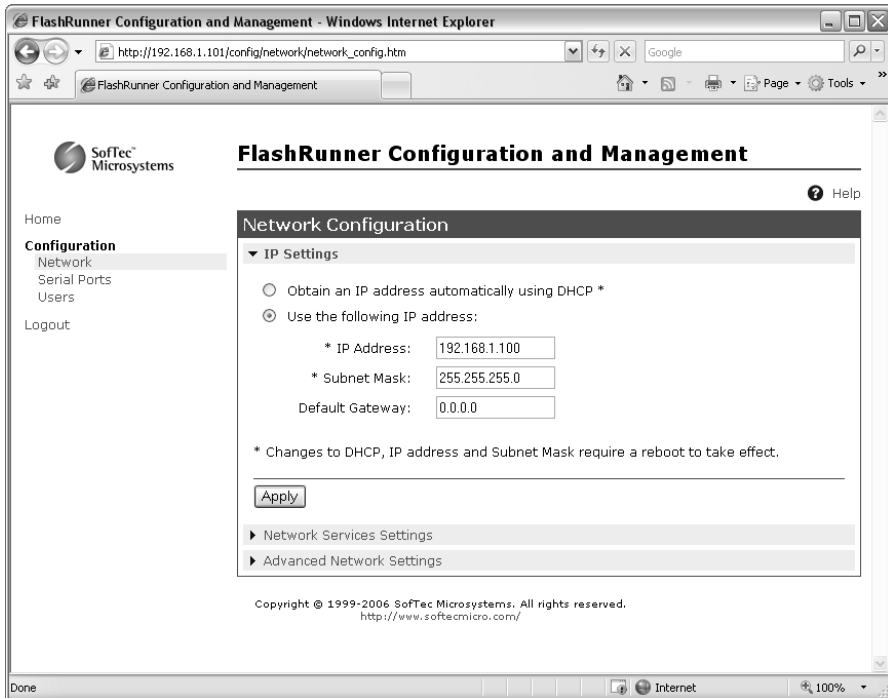 FlashRunner Configuration and Management - Windows Internet Explorer
http://192.168.1.101/config/network/network_config.htm
Google
FlashRunner Configuration and Management
Page
Tools
»
SofTec™
Microsystems
FlashRunner Configuration and Management
? Help
Home
Configuration
Network
Serial Ports
Users
Logout
Network Configuration
IP Settings
Obtain an IP address automatically using DHCP *
Use the following IP address:
* IP Address: 192.168.1.100
* Subnet Mask: 255.255.255.0
Default Gateway: 0.0.0.0
* Changes to DHCP, IP address and Subnet Mask require a reboot to take effect.
Apply
Network Services Settings
Advanced Network Settings
Copyright © 1999-2006 SofTec Microsystems. All rights reserved.
http://www.softecmicro.com/
Done
Internet
100%